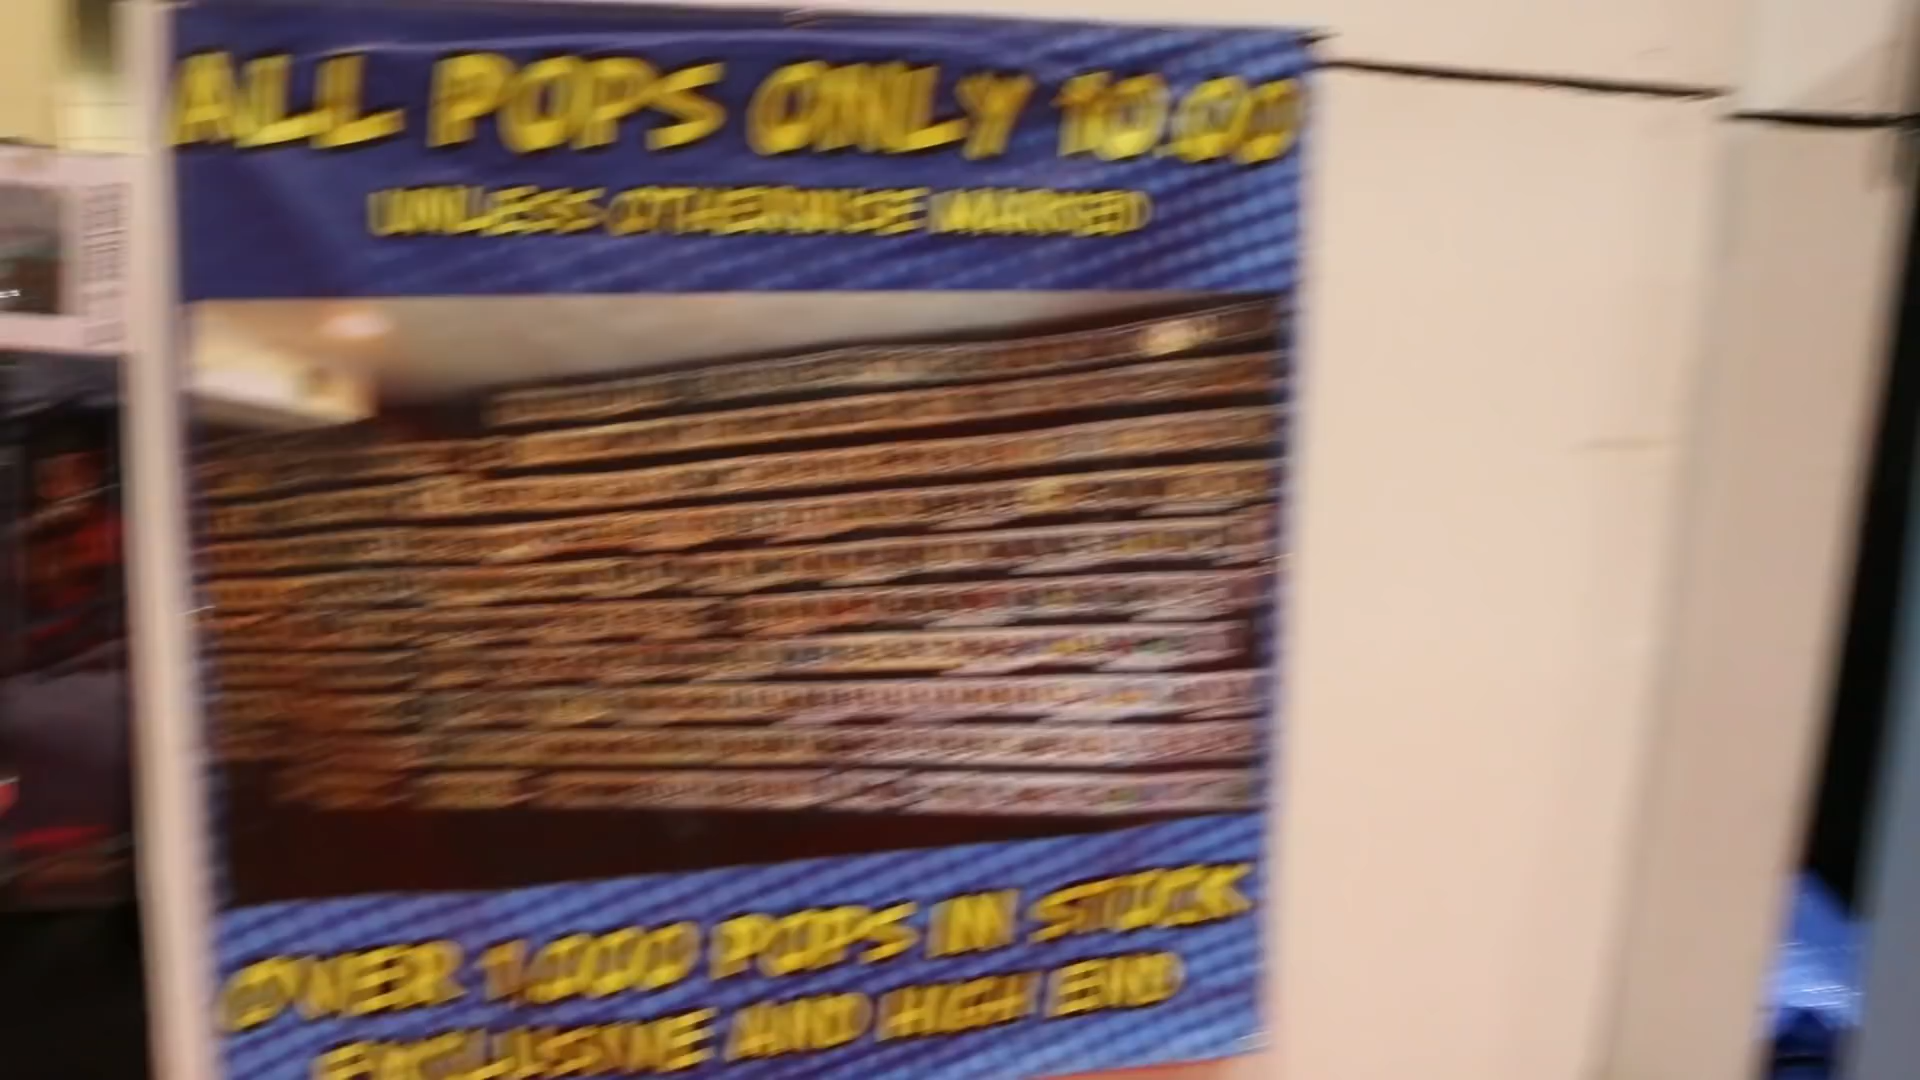 ALL POPS ONLY 10.00
UNLESS OTHERWISE MARKED
OVER 1,000 POPS IN STOCK
EXCLUSIVE AND HIGH END